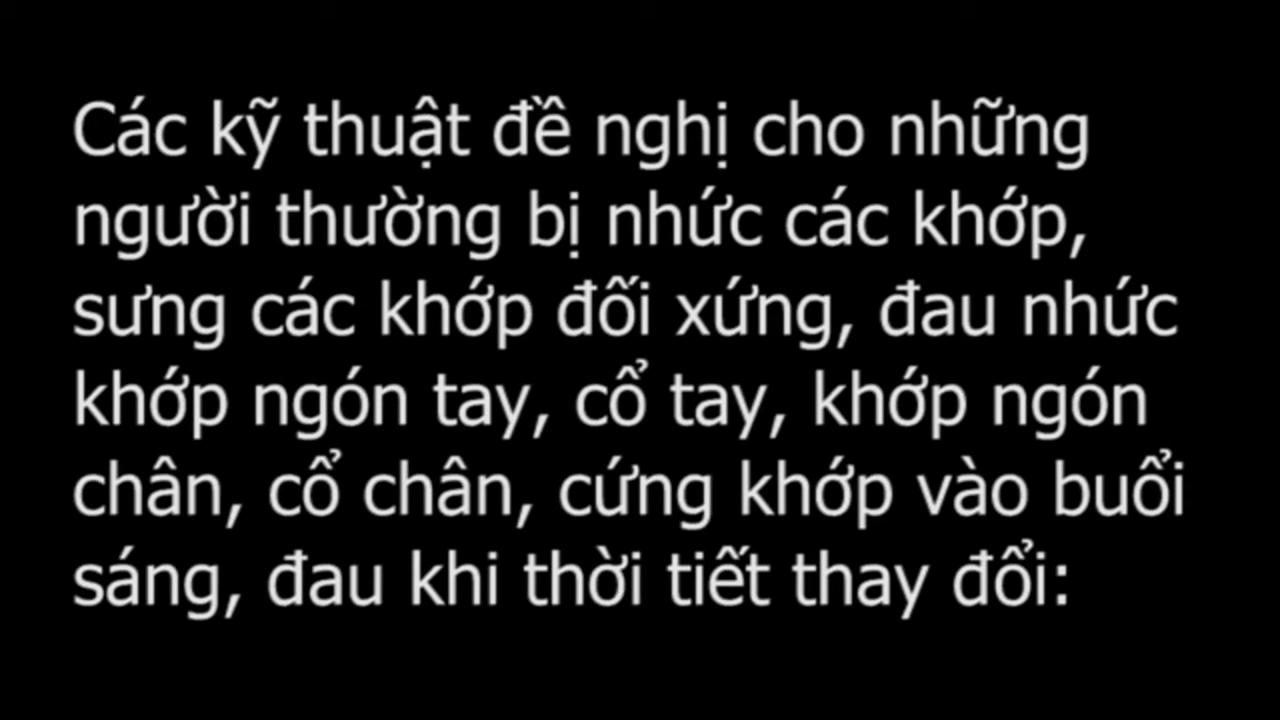 Các kỹ thuật đề nghị cho những
người thường bị nhức các khớp,
sưng các khớp đối xứng, đau nhức
khớp ngón tay, cổ tay, khớp ngón
chân, cổ chân, cứng khớp vào buổi
sáng, đau khi thời tiết thay đổi: